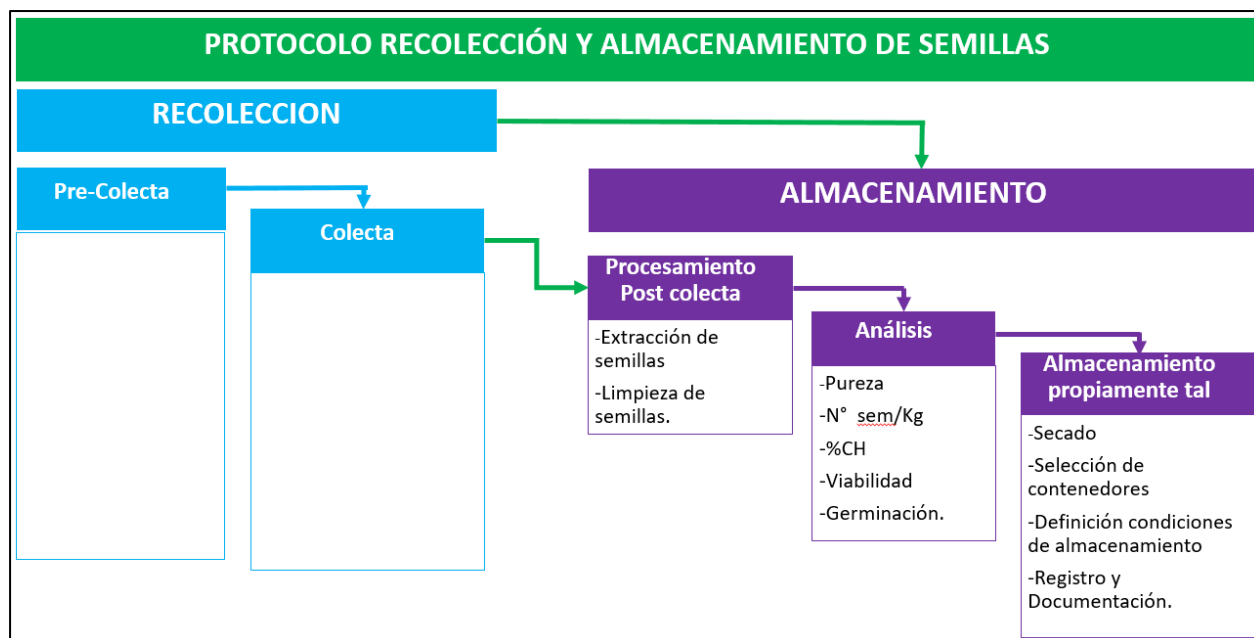 PROTOCOLO RECOLECCIÓN Y ALMACENAMIENTO DE SEMILLAS
RECOLECCION
Pre-Colecta
Colecta
ALMACENAMIENTO
Procesamiento
Post colecta
-Extracción de
semillas
-Limpieza de
semillas.
Análisis
-Pureza
-N° sem/Kg
-%CH
-Viabilidad
-Germinación.
Almacenamiento
propiamente tal
-Secado
-Selección de
contenedores
-Definición condiciones
de almacenamiento
-Registro y
Documentación.